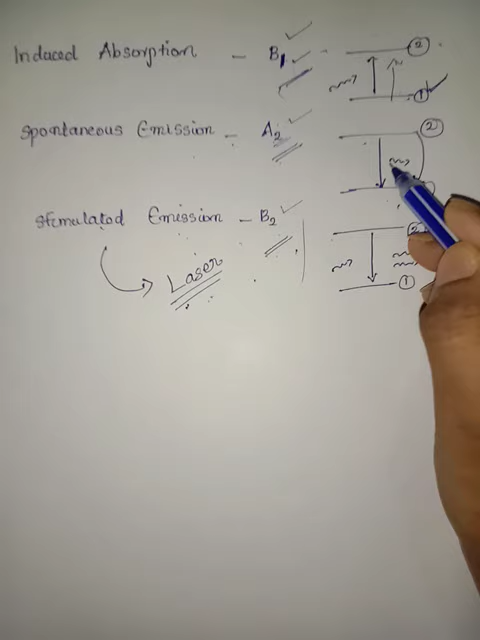 Induced Absorption - B1 2
1
Spontaneous Emission - A2 2
Stimulated Emission - B2 2
Laser 1